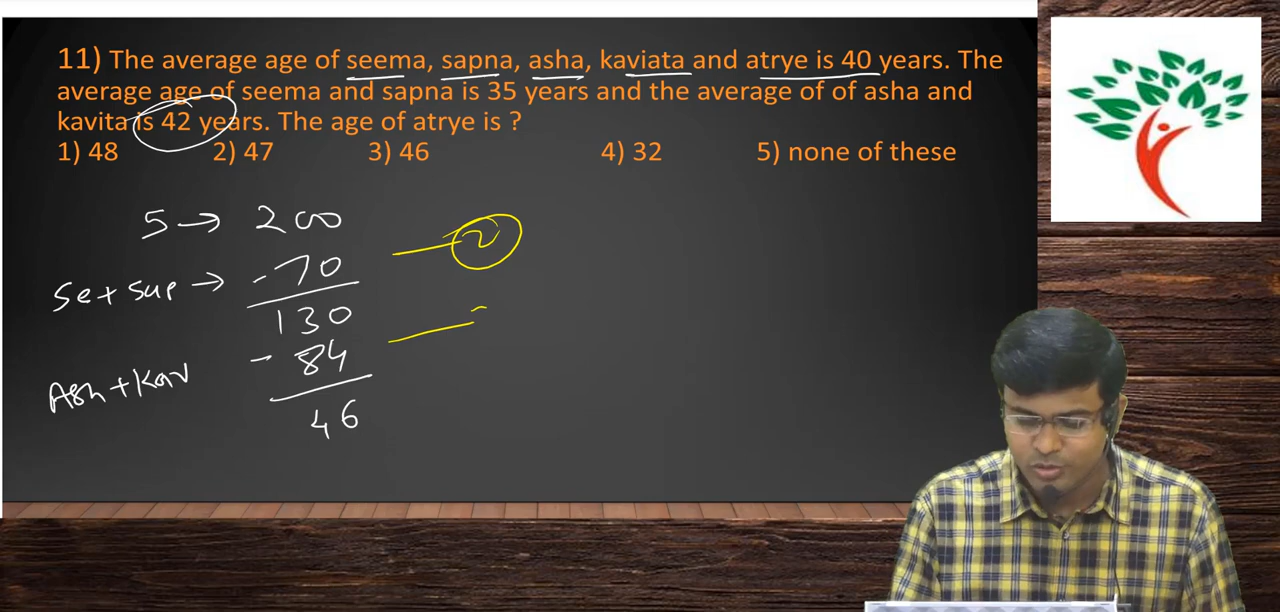 11) The average age of seema, sapna, asha, kaviata and atrye is 40 years. The
average age of seema and sapna is 35 years and the average of of asha and
kavita is 42 years. The age of atrye is ?
1) 48 2) 47 3) 46 4) 32 5) none of these
5 → 200
Se + sup → - 70
130
Ash + Kav - 84
46
2